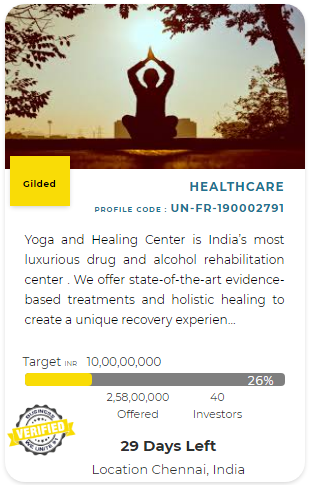 Gilded
HEALTHCARE
PROFILE CODE : UN-FR-190002791
Yoga and Healing Center is India's most
luxurious drug and alcohol rehabilitation
center . We offer state-of-the-art evidence-
based treatments and holistic healing to
create a unique recovery experien...
Target INR 10,00,00,000
26%
2,58,00,000 40
Offered Investors
VERIFIED
29 Days Left
Location Chennai, India